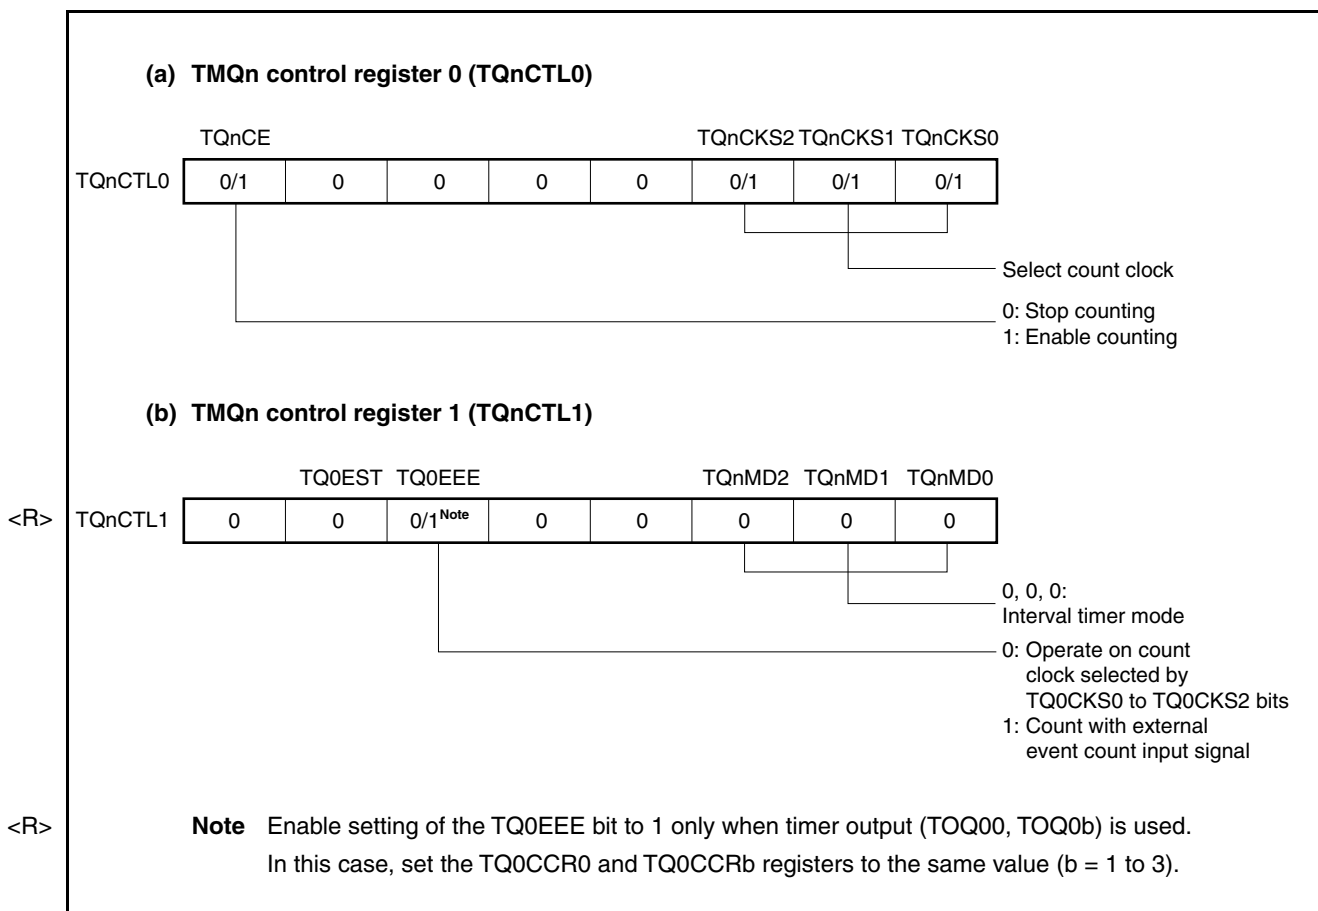 (a) TMQn control register 0 (TQnCTL0)
TQnCE TQnCKS2 TQnCKS1 TQnCKS0
TQnCTL0 0/1 0 0 0 0 0/1 0/1 0/1
Select count clock
0: Stop counting
1: Enable counting
(b) TMQn control register 1 (TQnCTL1)
TQ0EST TQ0EEE TQnMD2 TQnMD1 TQnMD0
<R> TQnCTL1 0 0 0/1Note 0 0 0 0 0
0, 0, 0:
Interval timer mode
0: Operate on count
clock selected by
TQ0CKS0 to TQ0CKS2 bits
1: Count with external
event count input signal
<R> Note Enable setting of the TQ0EEE bit to 1 only when timer output (TOQ00, TOQ0b) is used.
In this case, set the TQ0CCR0 and TQ0CCRb registers to the same value (b = 1 to 3).